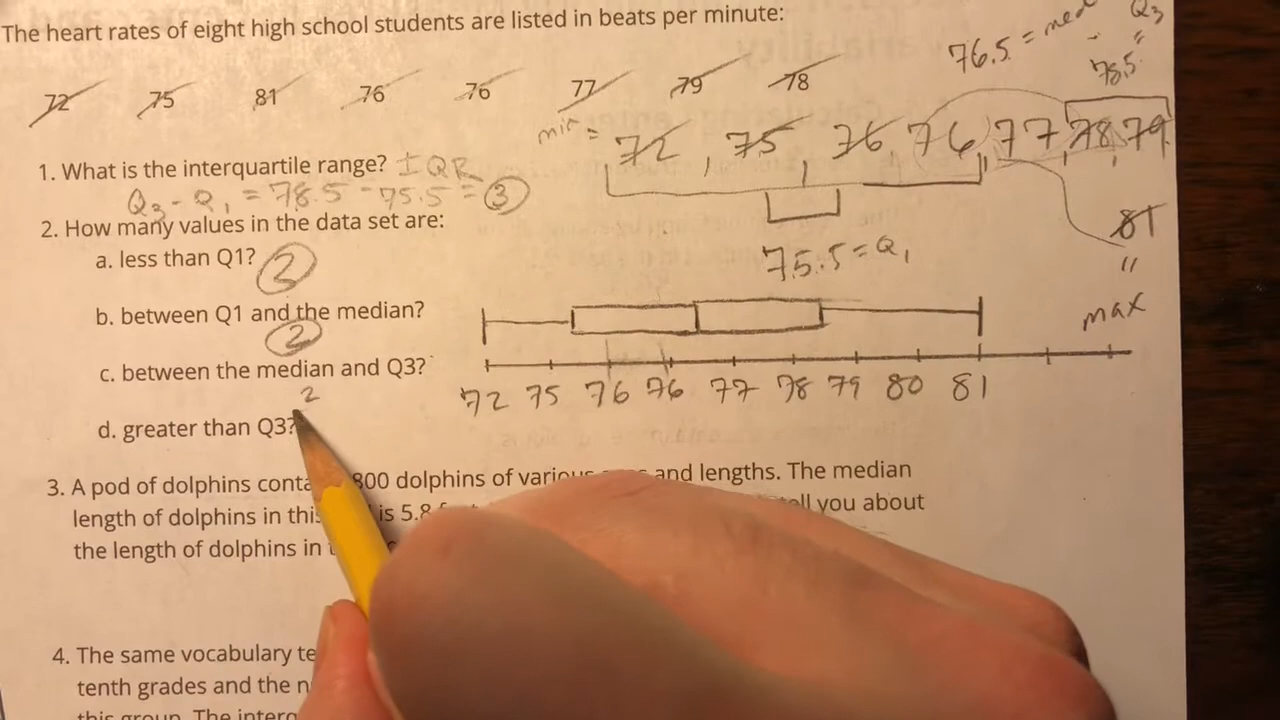 The heart rates of eight high school students are listed in beats per minute:
76.5 = med
Q3
=
78.5
72 75 81 76 76 77 79 78
min = 72, 75, 76, 76, 77, 78, 79
81
"
max
1. What is the interquartile range? IQR
Q3 - Q1 = 78.5 - 75.5 = 3
2. How many values in the data set are:
a. less than Q1? 2
75.5 = Q1
b. between Q1 and the median?
2
c. between the median and Q3?
2
72 75 76 76 77 78 79 80 81
d. greater than Q3?
3. A pod of dolphins 800 dolphins of various and lengths. The median
length of dolphins in is 5.8 you about
the length of dolphins in
4. The same vocabulary
tenth grades and the
this group. The